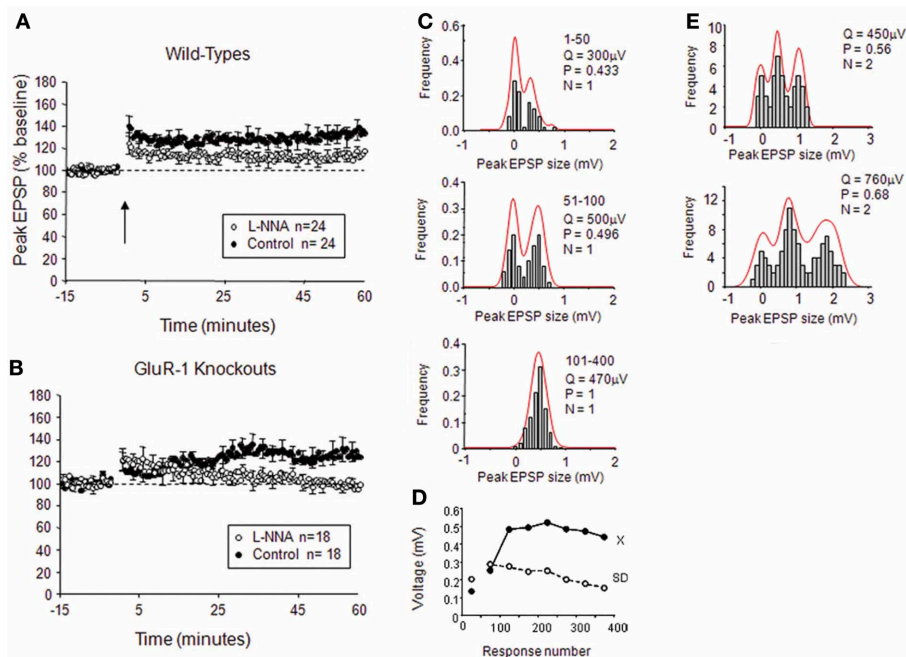 A
Wild-Types
Peak EPSP (% baseline)
180
160
140
120
100
80
60
40
20
0
L-NNA n=24
Control n= 24
-15
5
25
45
60
Time (minutes)
B
GluR-1 Knockouts
180
160
140
120
100
80
60
40
20
0
L-NNA n=18
Control n= 18
-15
5
25
45
60
Time (minutes)
C
Frequency
0.6
0.4
0.2
0.0
1-50
Q = 300µV
P = 0.433
N = 1
-1
0
1
2
3
Peak EPSP size (mV)
Frequency
0.4
0.3
0.2
0.1
0
51-100
Q = 500µV
P = 0.496
N = 1
-1
0
1
2
3
Peak EPSP size (mV)
Frequency
0.4
0.3
0.2
0.1
0
101-400
Q = 470µV
P = 1
N = 1
-1
0
1
2
3
Peak EPSP size (mV)
D
Voltage (mV)
0.6
0.5
0.4
0.3
0.2
0.1
0
X
SD
0
100
200
300
400
Response number
E
Frequency
10
8
6
4
2
0
Q = 450µV
P = 0.56
N = 2
-1
0
1
2
3
Peak EPSP size (mV)
Frequency
12
8
4
0
Q = 760µV
P = 0.68
N = 2
-1
0
1
2
3
Peak EPSP size (mV)